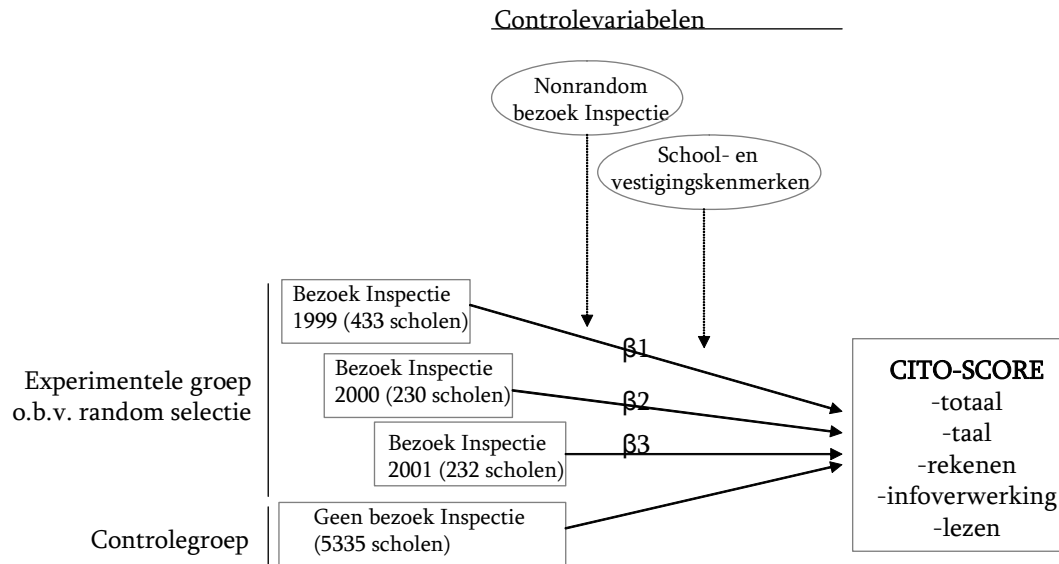 Controlevariabelen
Nonrandom
bezoek Inspectie
School- en
vestigingskenmerken
Experimentele groep
o.b.v. random selectie
Bezoek Inspectie
1999 (433 scholen)
Bezoek Inspectie
2000 (230 scholen)
Bezoek Inspectie
2001 (232 scholen)
Controlegroep
Geen bezoek Inspectie
(5335 scholen)
β1
β2
β3
CITO-SCORE
-totaal
-taal
-rekenen
-infoverwerking
-lezen